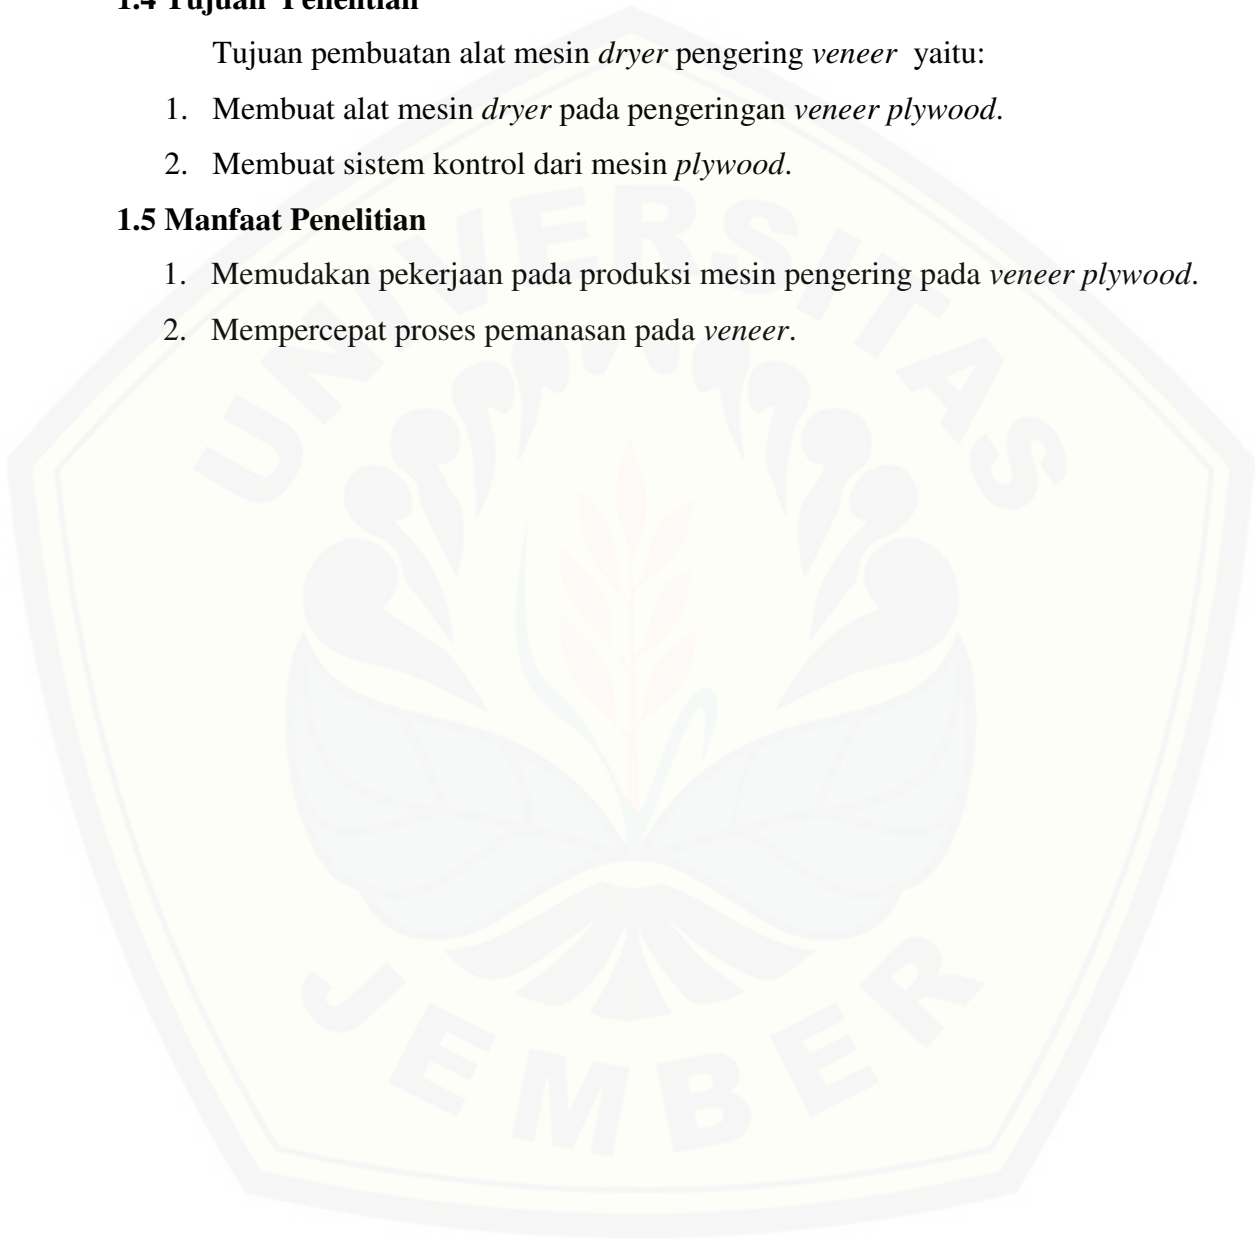 1.4 Tujuan Penelitian
Tujuan pembuatan alat mesin dryer pengering veneer yaitu:
1. Membuat alat mesin dryer pada pengeringan veneer plywood.
2. Membuat sistem kontrol dari mesin plywood.
1.5 Manfaat Penelitian
1. Memudakan pekerjaan pada produksi mesin pengering pada veneer plywood.
2. Mempercepat proses pemanasan pada veneer.
UNIVERSITAS
JEMBER